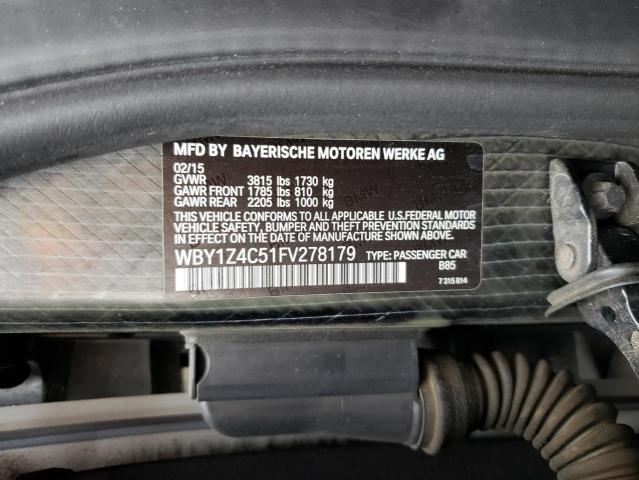 MFD BY BAYERISCHE MOTOREN WERKE AG
02/15
GVWR 3815 lbs 1730 kg
GAWR FRONT 1785 lbs 810 kg
GAWR REAR 2205 lbs 1000 kg
THIS VEHICLE CONFORMS TO ALL APPLICABLE U.S.FEDERAL MOTOR
VEHICLE SAFETY, BUMPER AND THEFT PREVENTION STANDARDS
IN EFFECT ON THE DATE OF MANUFACTURE SHOWN ABOVE.
WBY1Z4C51FV278179 TYPE: PASSENGER CAR
B85
7315814